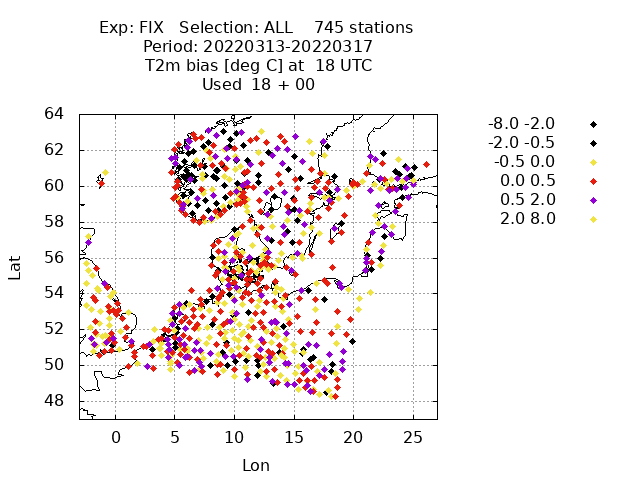 Exp: FIX   Selection: ALL    745 stations
Period: 20220313-20220317
T2m bias [deg C] at  18 UTC
Used  18 + 00
-8.0 -2.0
-2.0 -0.5
-0.5 0.0
0.0 0.5
0.5 2.0
2.0 8.0
64
62
60
58
56
54
52
50
48
Lat
0 5 10 15 20 25
Lon